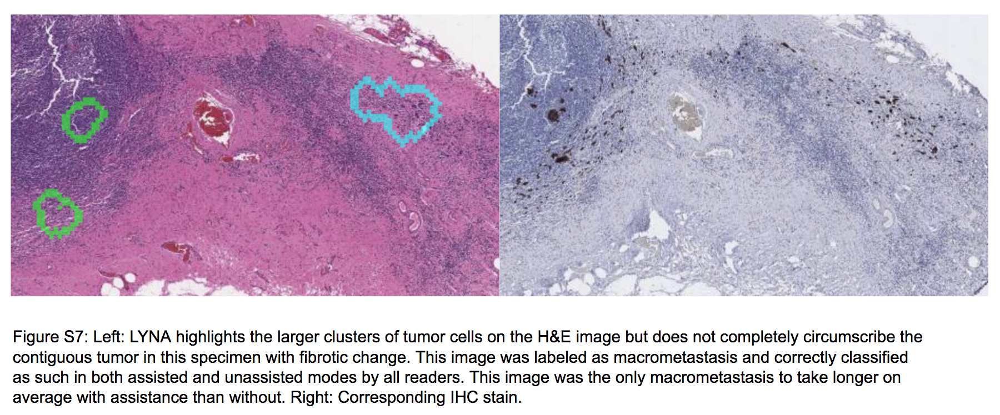 Figure S7: Left: LYNA highlights the larger clusters of tumor cells on the H&E image but does not completely circumscribe the
contiguous tumor in this specimen with fibrotic change. This image was labeled as macrometastasis and correctly classified
as such in both assisted and unassisted modes by all readers. This image was the only macrometastasis to take longer on
average with assistance than without. Right: Corresponding IHC stain.